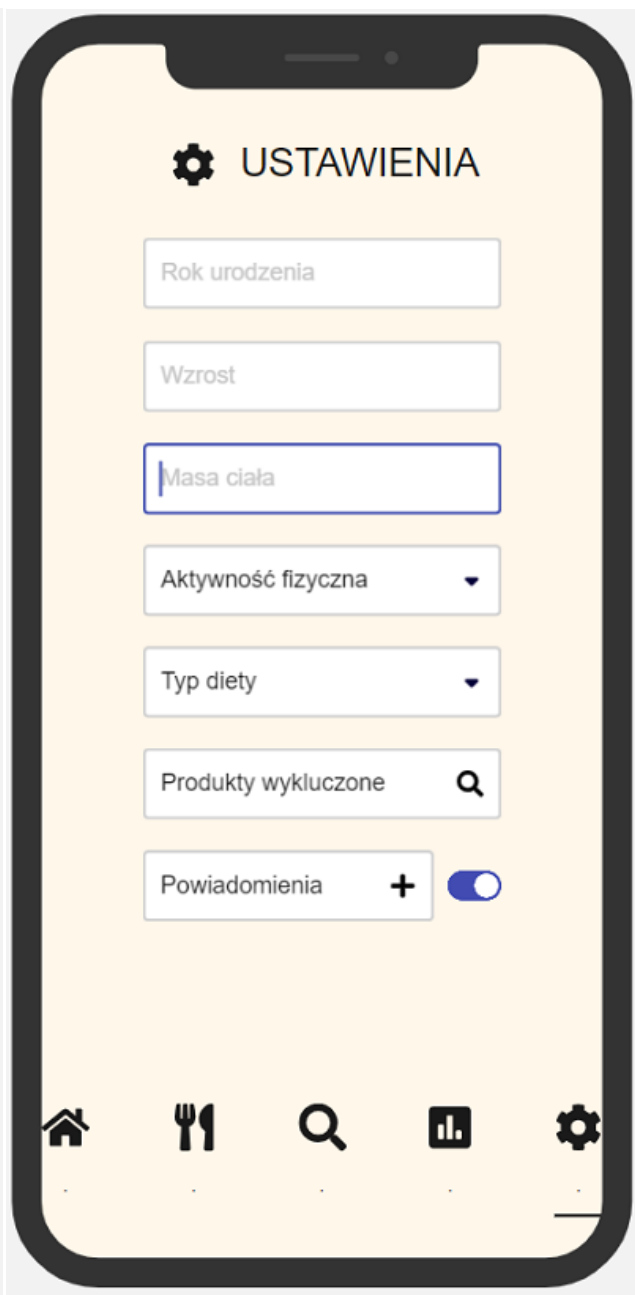 USTAWIENIA
Rok urodzenia
Wzrost
Masa ciała
Aktywność fizyczna
Typ diety
Produkty wykluczone
Powiadomienia